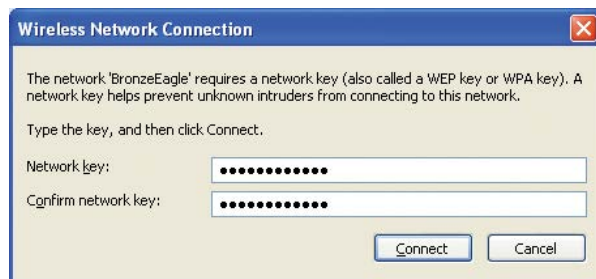 Wireless Network Connection
The network 'BronzeEagle' requires a network key (also called a WEP key or WPA key). A
network key helps prevent unknown intruders from connecting to this network.
Type the key, and then click Connect.
Network key: ••••••••••••
Confirm network key: ••••••••••••
Connect Cancel